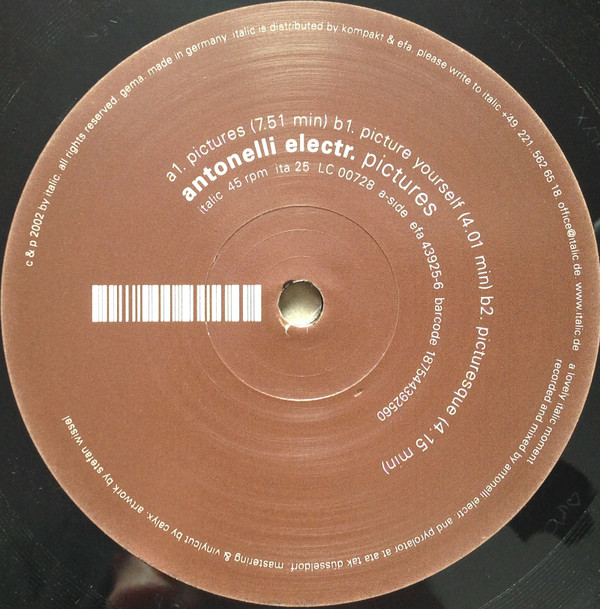 c & p 2002 by italic. all rights reserved. gema. made in germany. italic is distributed by kompakt & efa. please write to italic +49. 221. 562 65 18. office@italic.de. www.italic.de
a1. pictures (7.51 min) b1. picture yourself (4.01 min) b2. picturesque (4.15 min)
antonelli electr. pictures
italic 45 rpm ita 25 LC 00728 a-side efa 43925-6 barcode 18754392560
a lovely italic moment
recorded and mixed by antonelli electr. and pyrolator at ata tak düsseldorf. mastering & vinylcut by calyx. artwork by stefan wissel